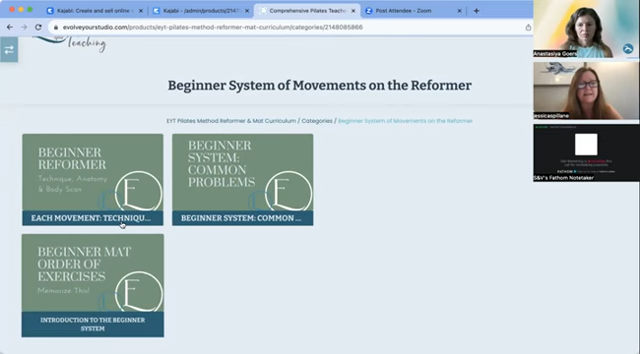 Kajabi: Create and sell online
Kajabi - /admin/products/2147
Comprehensive Pilates Teache
Post Attendee - Zoom
evolveyourstudio.com/products/eyt-pilates-method-reformer-mat-curriculum/categories/2148085866
Teaching
Beginner System of Movements on the Reformer
EYT Pilates Method Reformer & Mat Curriculum / Categories / Beginner System of Movements on the Reformer
BEGINNER
REFORMER
Technique, Anatomy
& Body Scan
E
EACH MOVEMENT: TECHNIQU...
BEGINNER
SYSTEM:
COMMON
PROBLEMS
E
BEGINNER SYSTEM: COMMON ...
BEGINNER MAT
ORDER OF
EXERCISES
Memorize This!
E
INTRODUCTION TO THE BEGINNER
SYSTEM
Anastasiya Goers
jessicaspillane
FATHOM
S&V's Fathom Notetaker